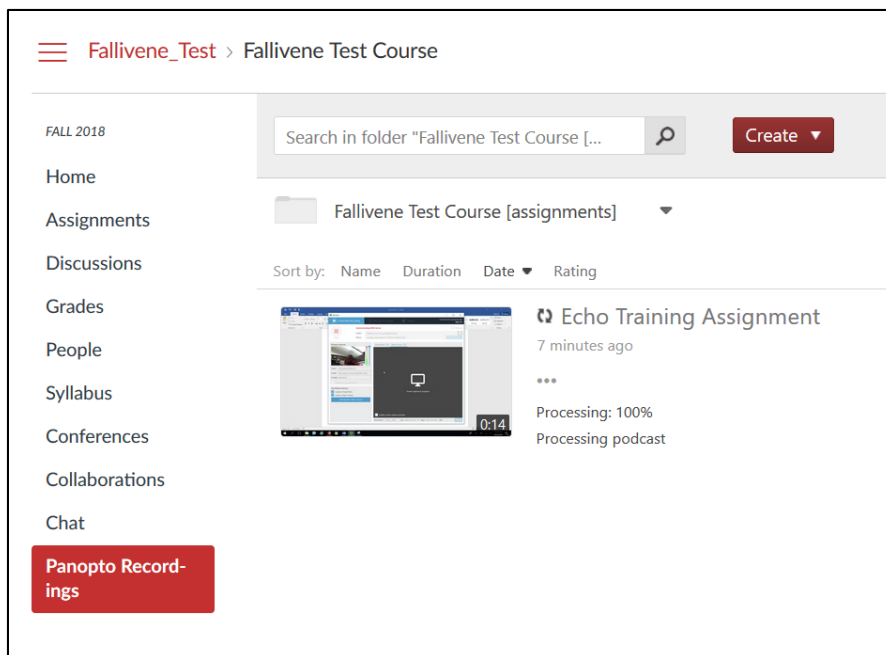 Fallivene_Test › Fallivene Test Course
FALL 2018
Home
Assignments
Discussions
Grades
People
Syllabus
Conferences
Collaborations
Chat
Panopto Record-
ings
Search in folder "Fallivene Test Course [...
Create
Fallivene Test Course [assignments]
Sort by: Name Duration Date Rating
Echo Training Assignment
7 minutes ago
•••
Processing: 100%
Processing podcast
0:14